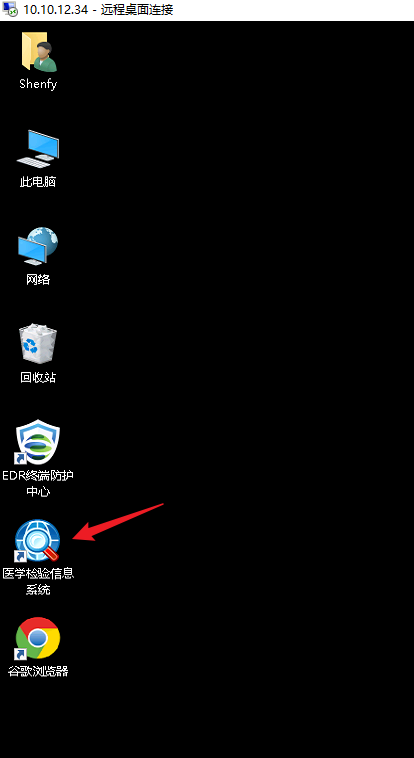 10.10.12.34 - 远程桌面连接
Shenfy
此电脑
网络
回收站
EDR终端防护
中心
医学检验信息
系统
谷歌浏览器